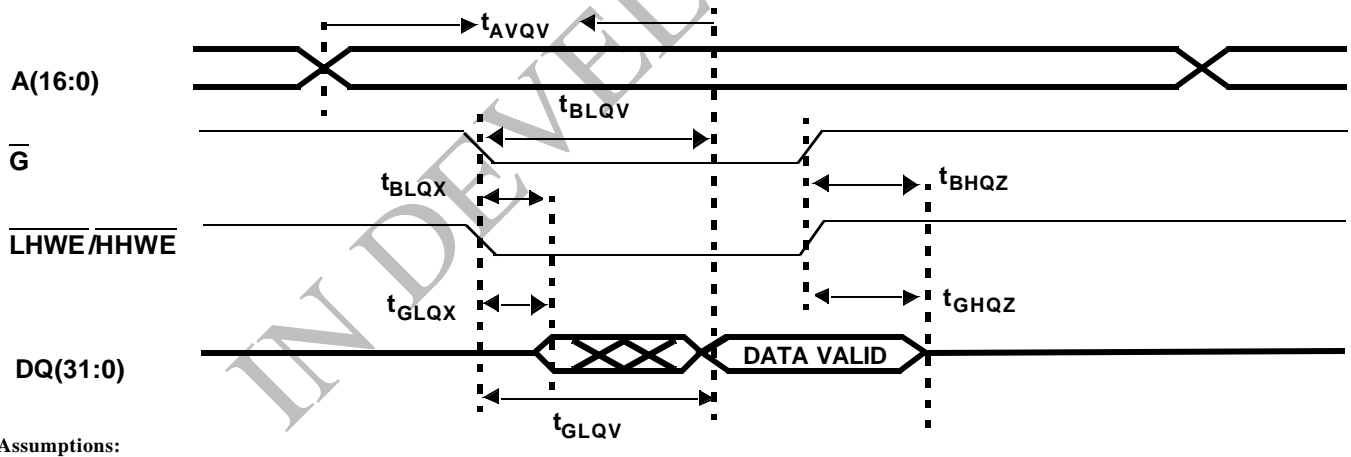 tAVQV
A(16:0)
tBLQV
G
tBLQX
tBHQZ
LHWE/HHWE
tGLQX
tGHQZ
DATA VALID
DQ(31:0)
tGLQV
Assumptions:
IN DEVEL